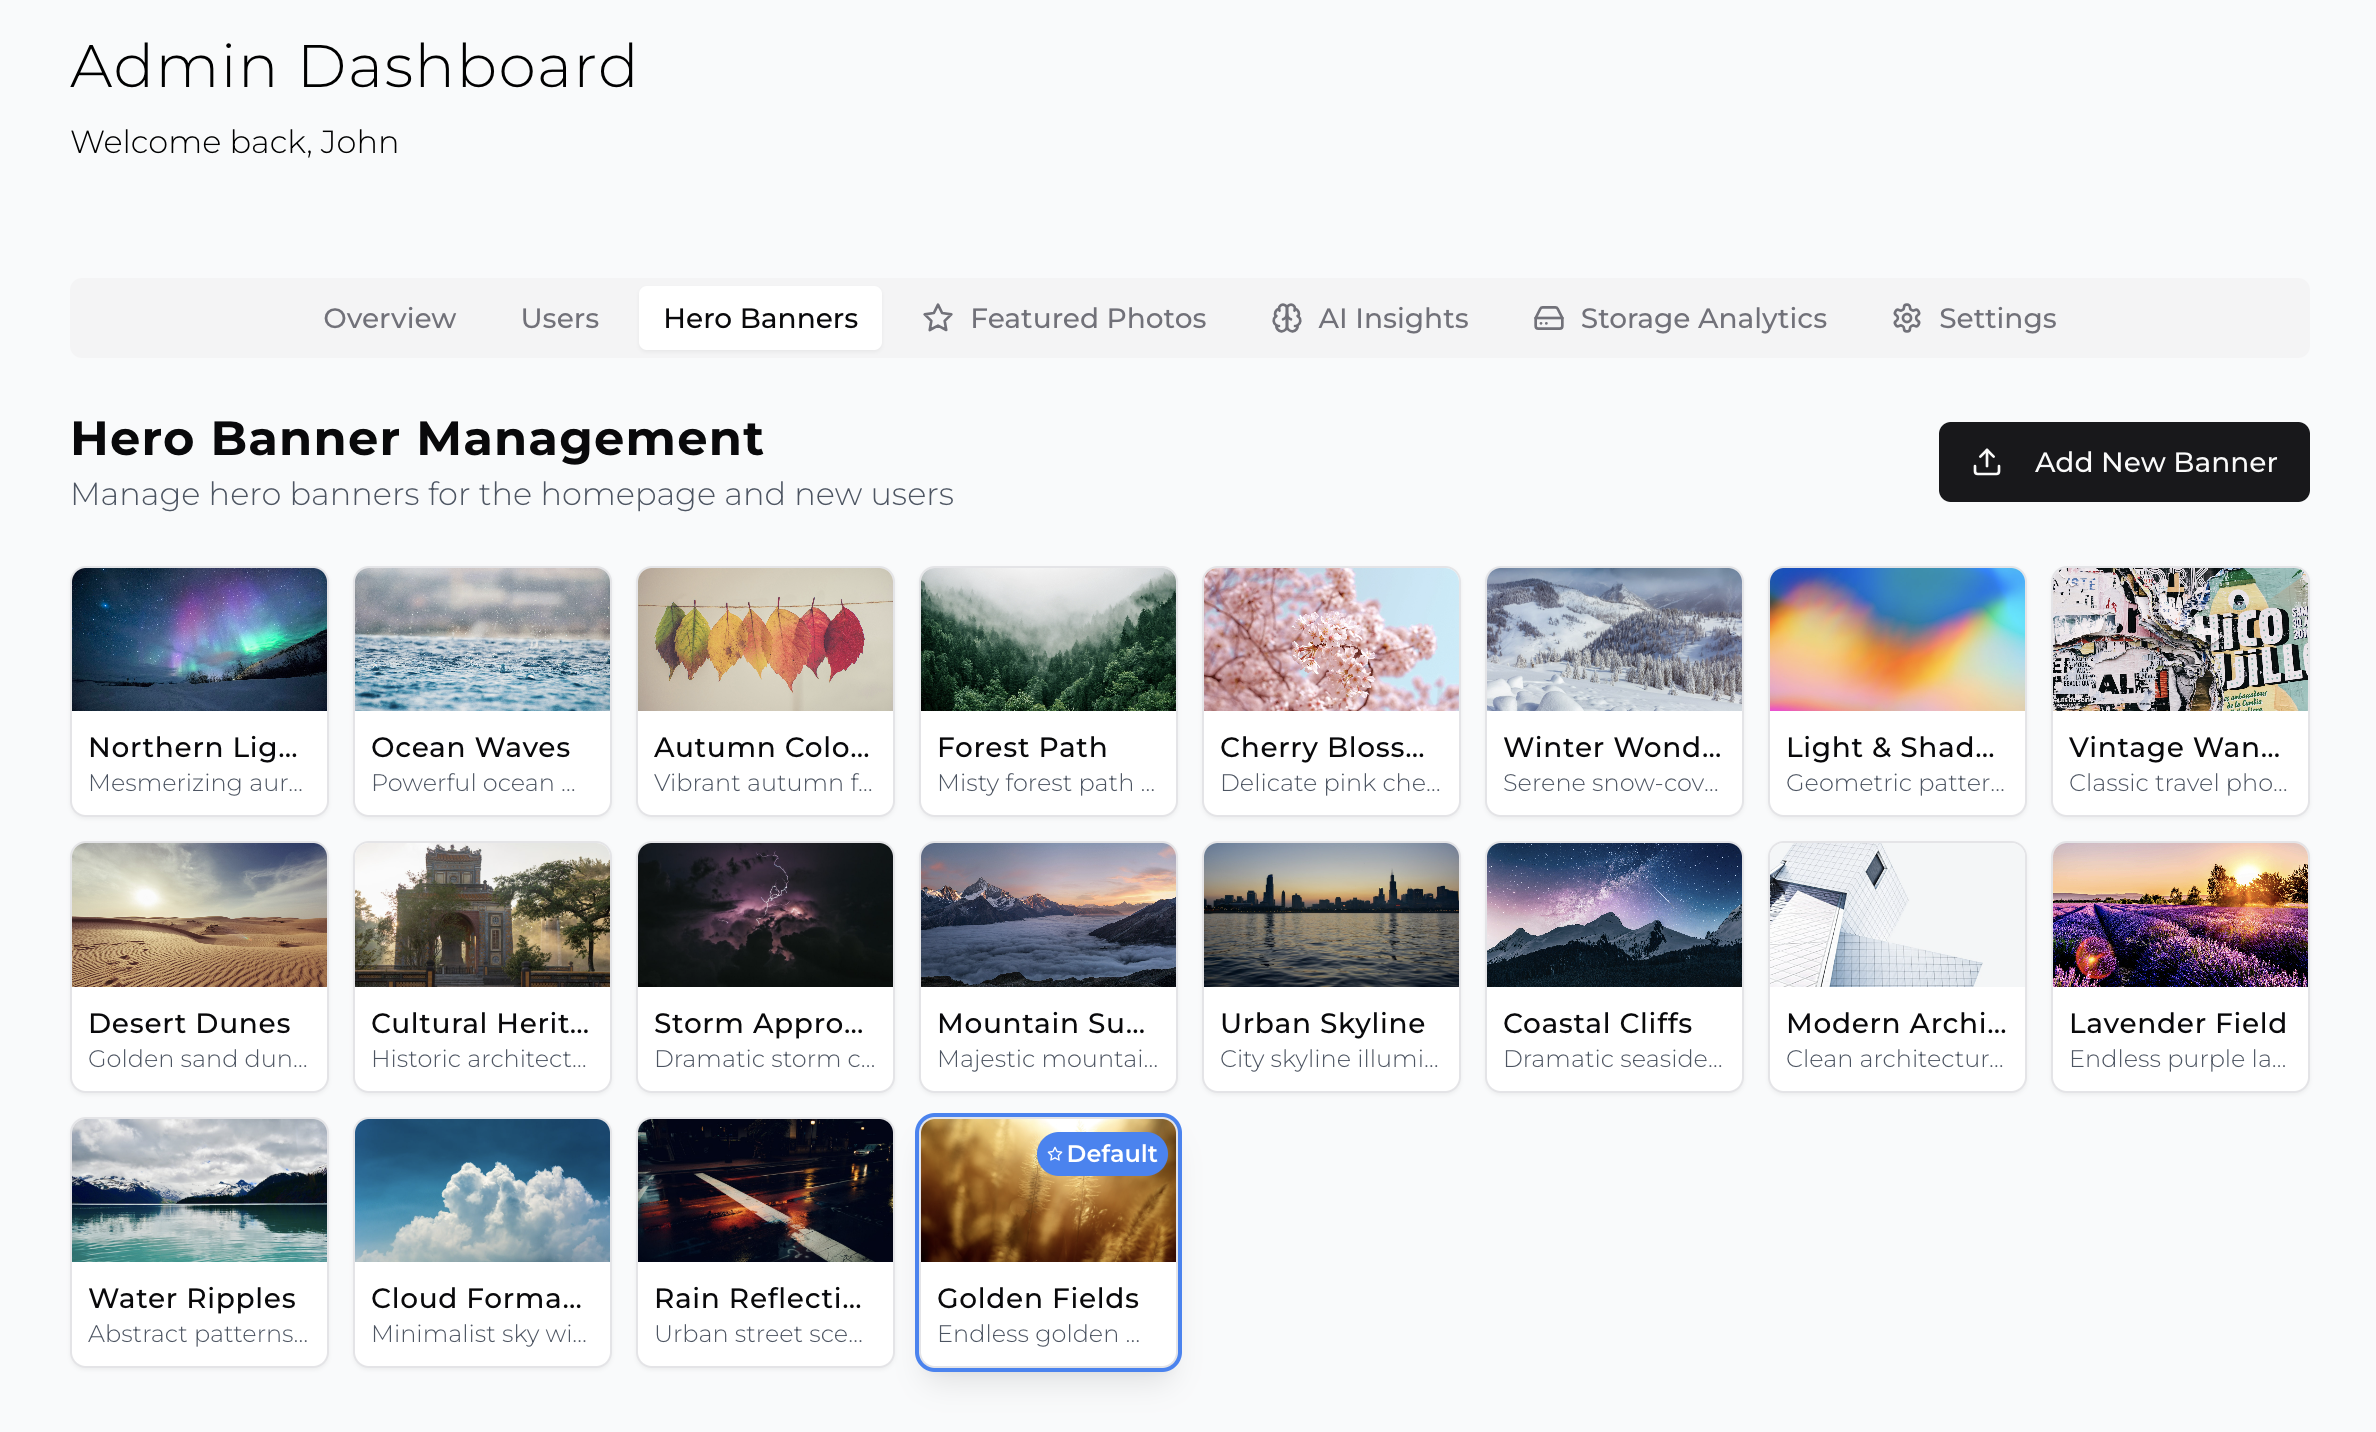 Admin Dashboard
Welcome back, John
Overview
Users
Hero Banners
Featured Photos
AI Insights
Storage Analytics
Settings
Hero Banner Management
Manage hero banners for the homepage and new users
Add New Banner
HICO
JILL
AL
Northern Lig...
Mesmerizing aur...
Ocean Waves
Powerful ocean ...
Autumn Colo...
Vibrant autumn f...
Forest Path
Misty forest path ...
Cherry Bloss...
Delicate pink che...
Winter Wond...
Serene snow-cov...
Light & Shad...
Geometric patter...
Vintage Wan...
Classic travel pho...
Desert Dunes
Golden sand dun...
Cultural Herit...
Historic architect...
Storm Appro...
Dramatic storm c...
Mountain Su...
Majestic mountai...
Urban Skyline
City skyline illumi...
Coastal Cliffs
Dramatic seaside...
Modern Archi...
Clean architectur...
Lavender Field
Endless purple la...
Default
Water Ripples
Abstract patterns...
Cloud Forma...
Minimalist sky wi...
Rain Reflecti...
Urban street sce...
Golden Fields
Endless golden ...